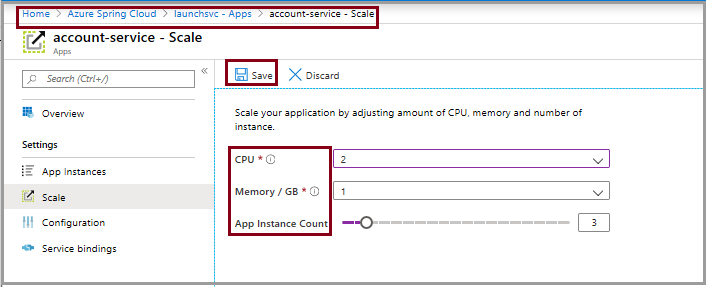 Home > Azure Spring Cloud > launchsvc - Apps > account-service - Scale
account-service - Scale
Apps
Search (Ctrl+/)
«
Overview
Settings
App Instances
Scale
Configuration
Service bindings
Save Discard
Scale your application by adjusting amount of CPU, memory and number of
instance.
CPU * 2
Memory / GB * 1
App Instance Count 3